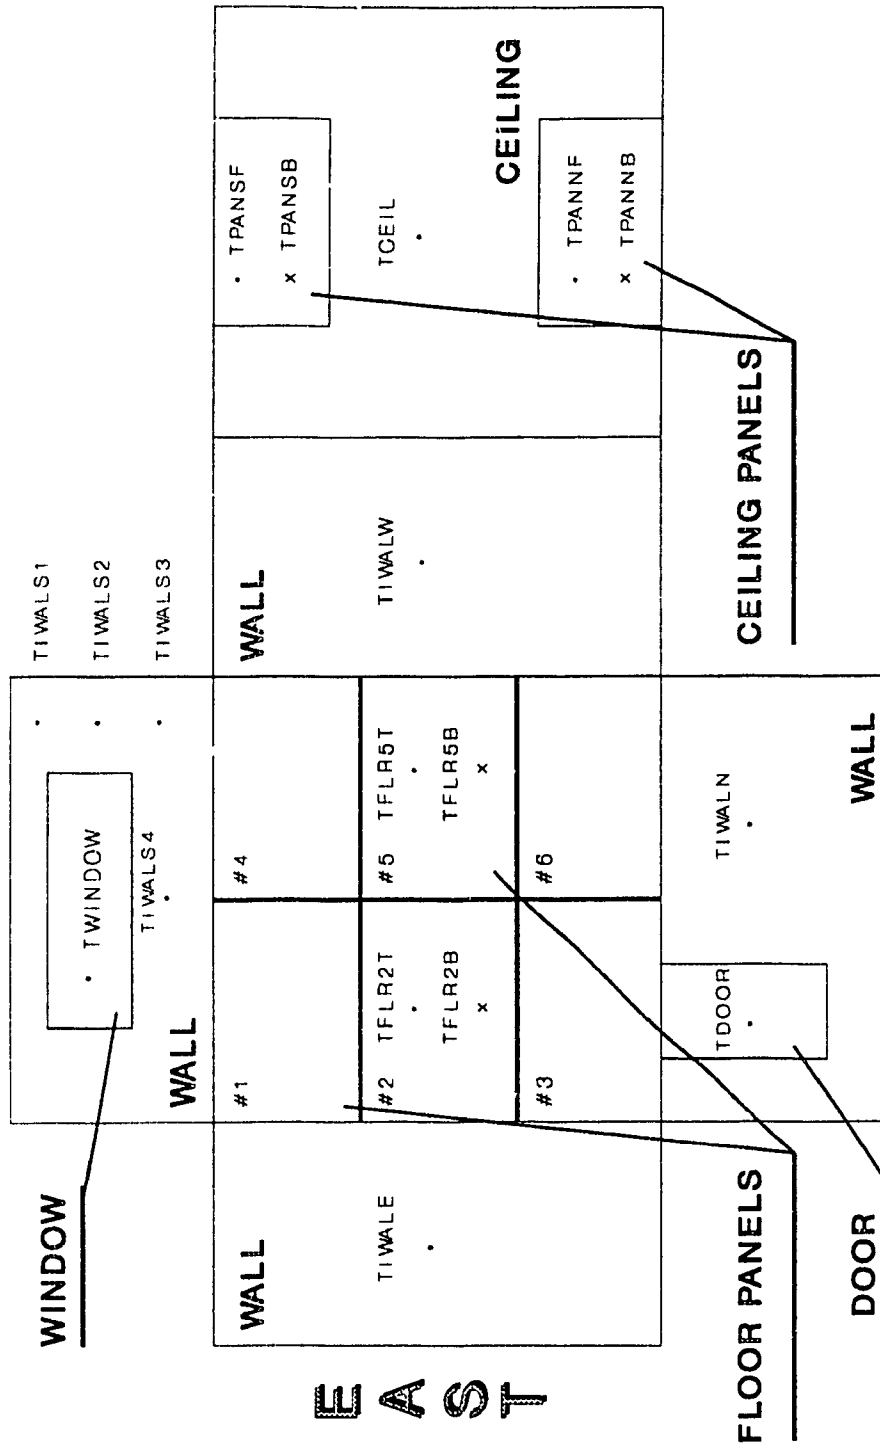 WINDOW
WALL
TWINDOW
TIWALS4
TIWALS1
TIWALS2
TIWALS3
EAST
WALL
TIWALE
#1
#2
TFLR2T
TFLR2B
#3
#4
#5
TFLR5T
TFLR5B
#6
WALL
TIWALW
TPANSF
TPANSB
TCEIL
CEILING
TPANNF
TPANNB
TDOOR
TIWALN
WALL
FLOOR PANELS
CEILING PANELS
DOOR